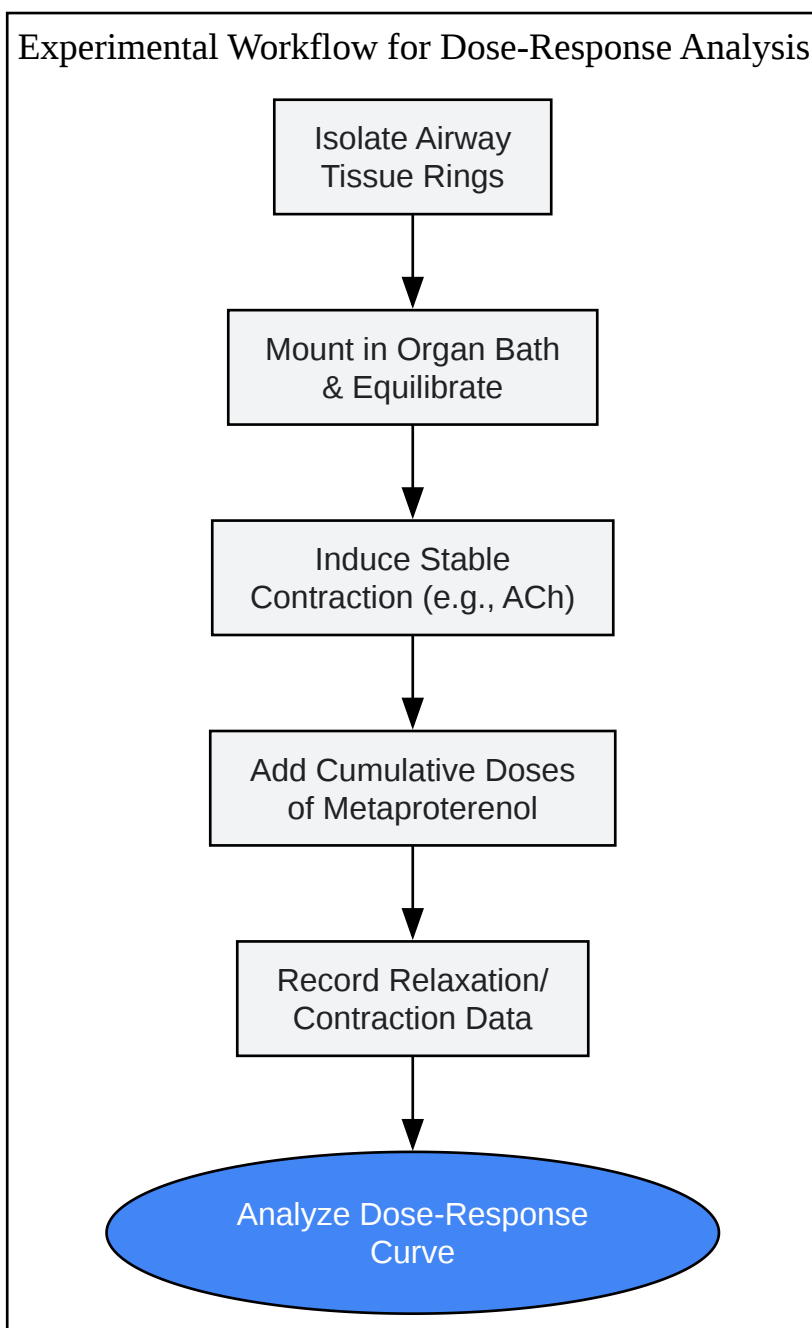 Experimental Workflow for Dose-Response Analysis
Isolate Airway
Tissue Rings
Mount in Organ Bath
& Equilibrate
Induce Stable
Contraction (e.g., ACh)
Add Cumulative Doses
of Metaproterenol
Record Relaxation/
Contraction Data
Analyze Dose-Response
Curve